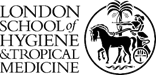 LONDON
SCHOOL of
HYGIENE
& TROPICAL
MEDICINE